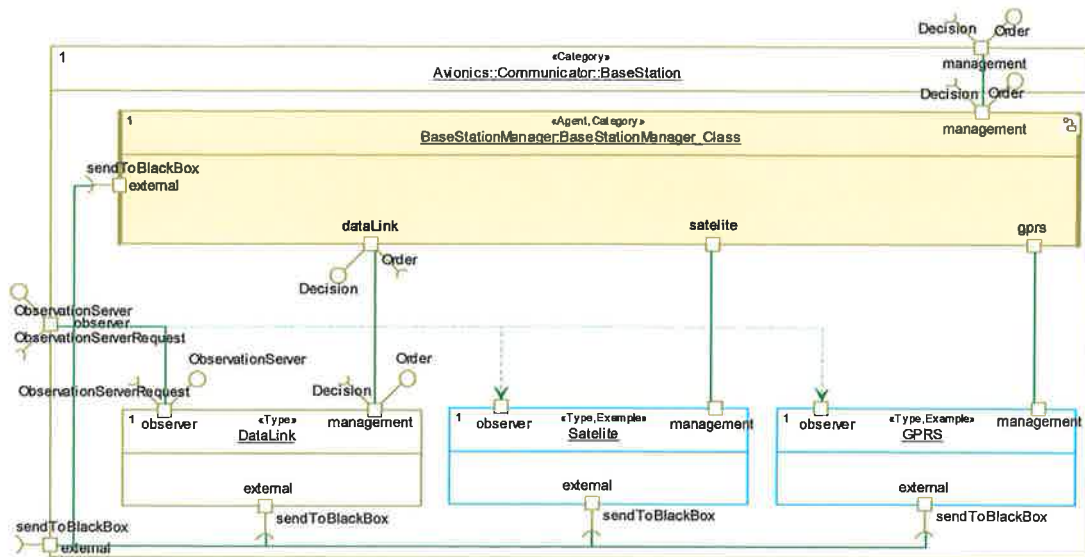 Decision Order
1 «Category»
Avionics::Communicator::BaseStation
management
Decision Order
1 «Agent,Category»
BaseStationManager:BaseStationManager_Class
management
sendToBlackBox
external
dataLink satelite gprs
Order
Decision
ObservationServer
observer
ObservationServerRequest
ObservationServer Order
ObservationServerRequest Decision
1 observer «Type» management
DataLink
1 observer «Type,Example» management
Satelite
1 observer «Type,Example» management
GPRS
external external external
sendToBlackBox sendToBlackBox sendToBlackBox
sendToBlackBox
external